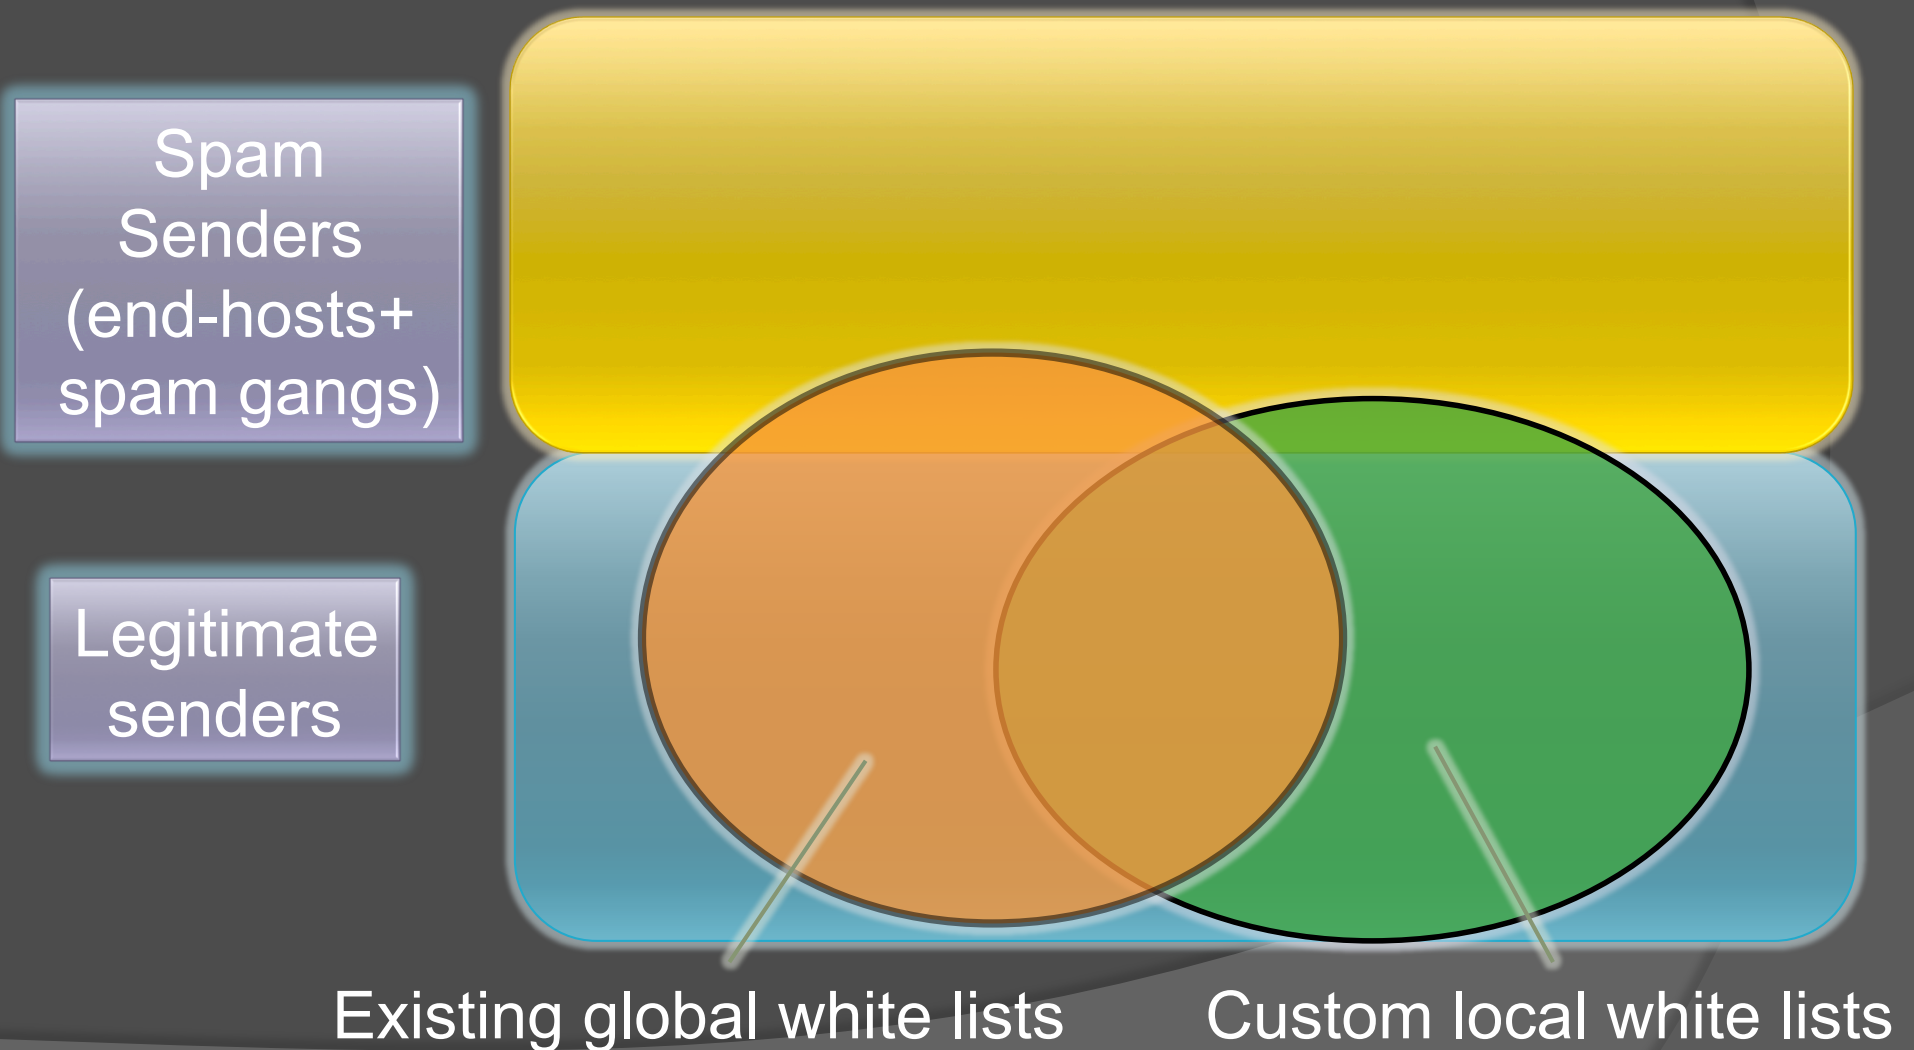 Spam
Senders
(end-hosts+
spam gangs)
Legitimate
senders
Existing global white lists
Custom local white lists